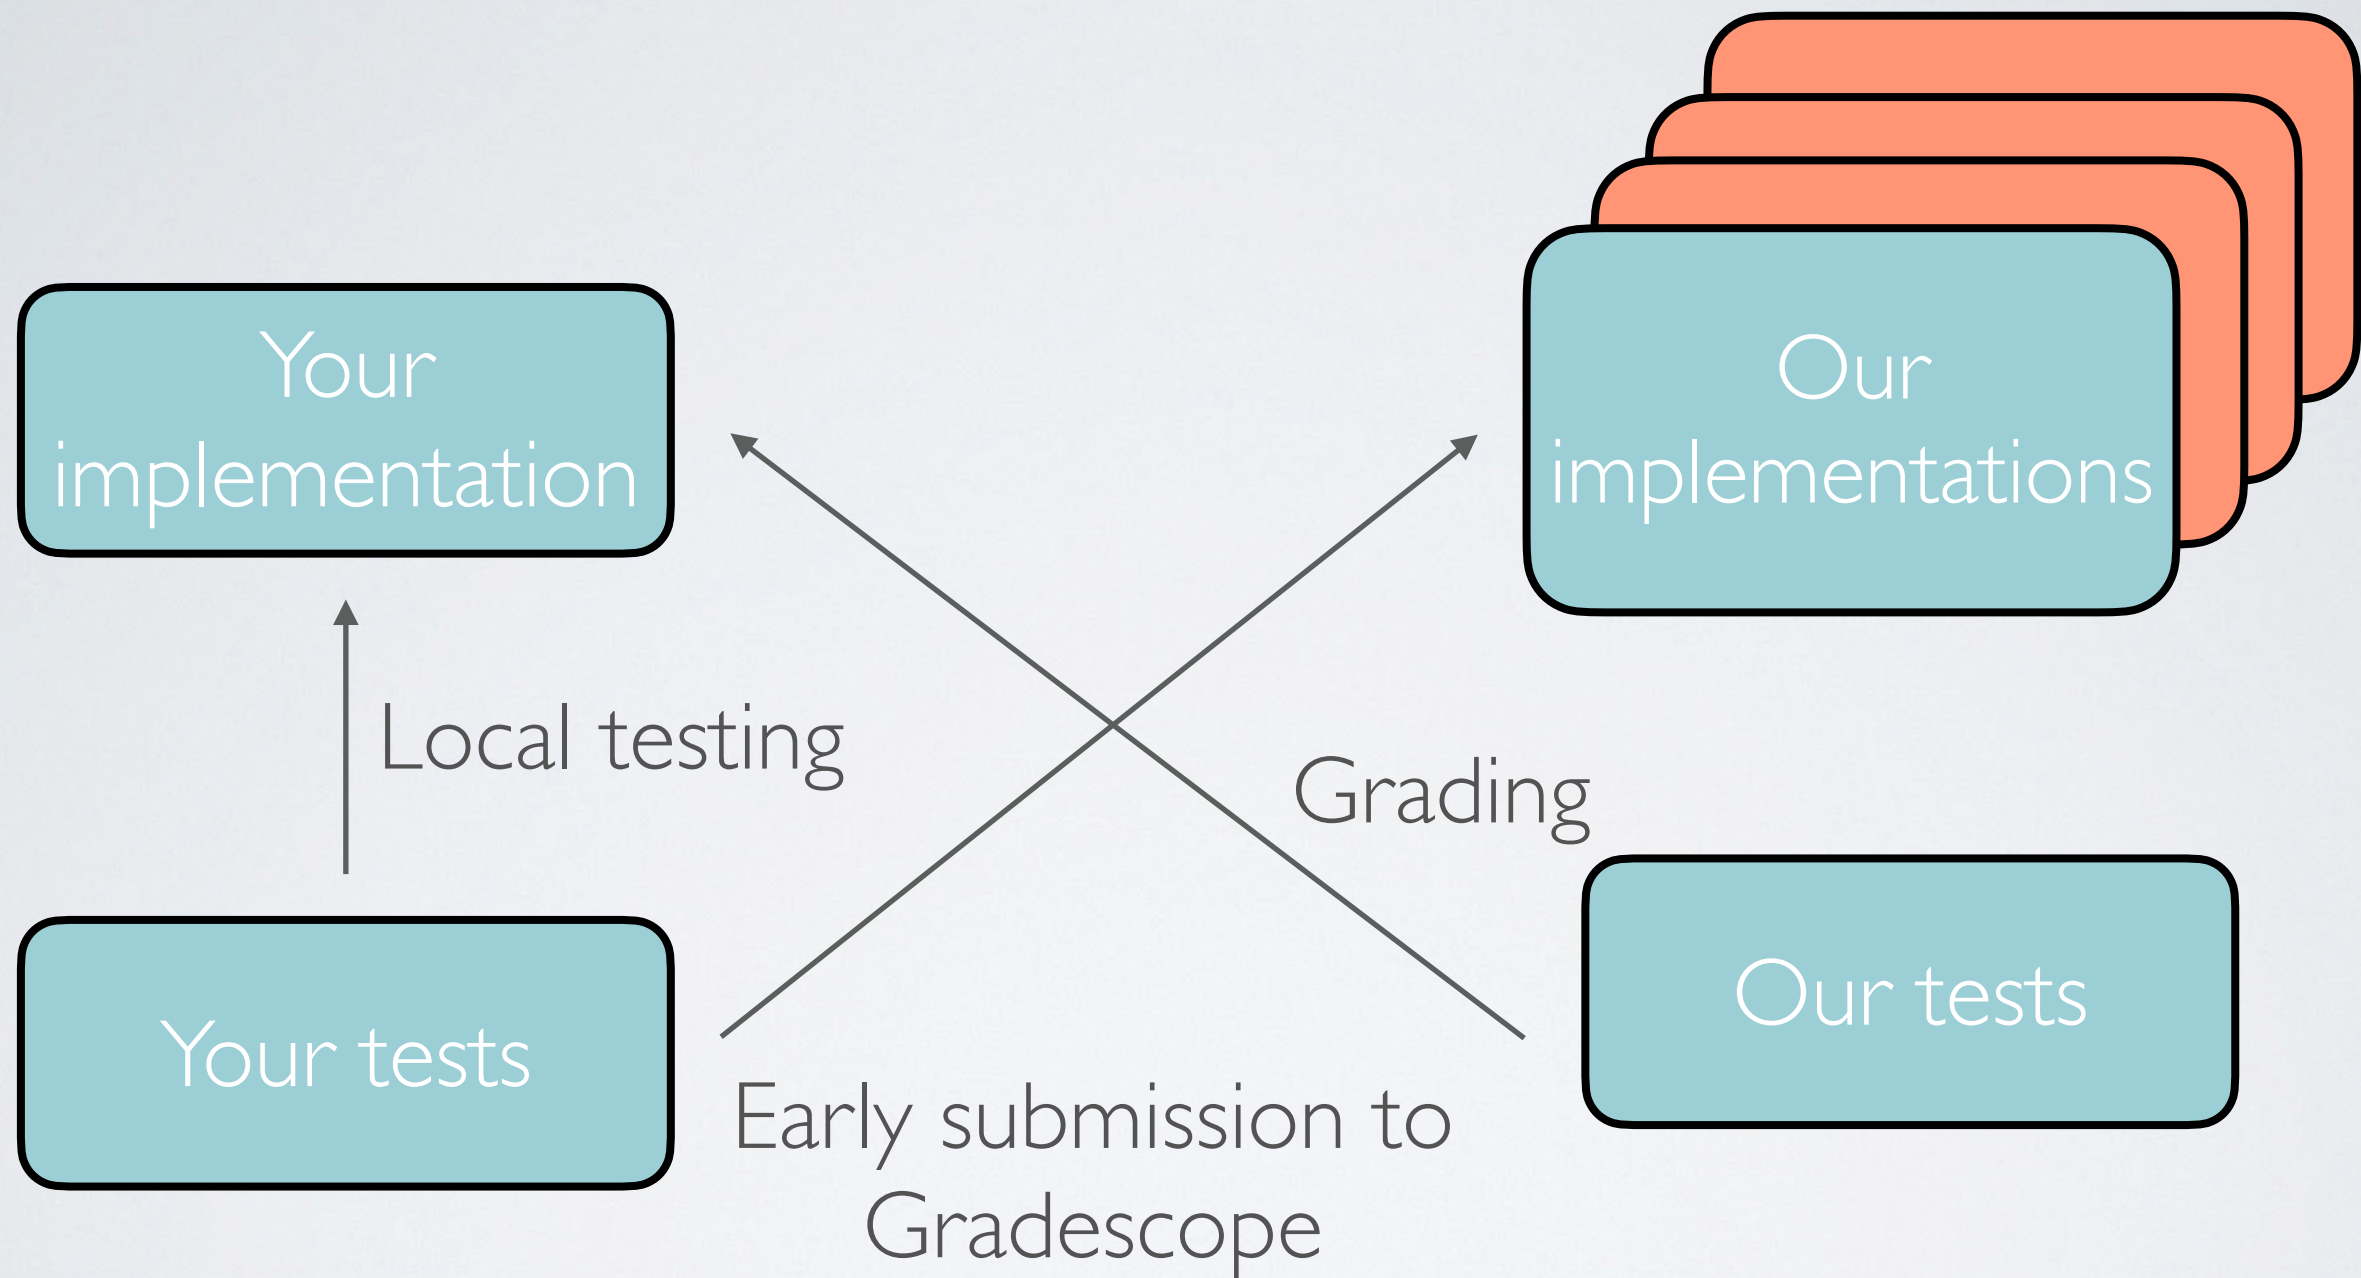 Your
implementation
Our
implementations
Local testing
Grading
Your tests
Our tests
Early submission to
Gradescope